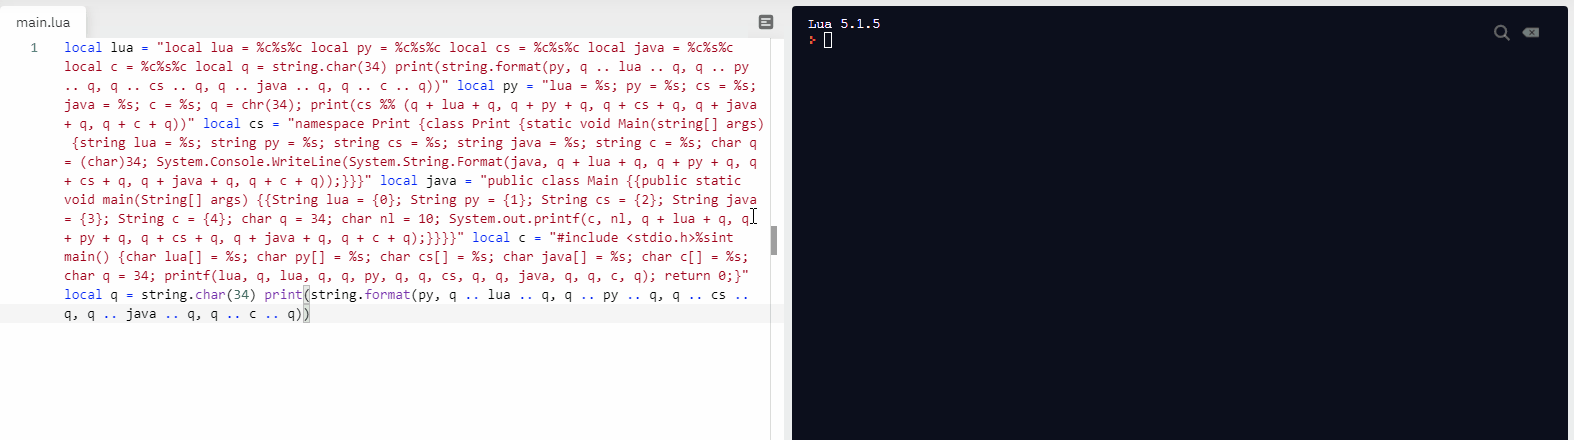 main.lua
1 local lua = "local lua = %c%s%c local py = %c%s%c local cs = %c%s%c local java = %c%s%c
local c = %c%s%c local q = string.char(34) print(string.format(py, q .. lua .. q, q .. py
.. q, q .. cs .. q, q .. java .. q, q .. c .. q))" local py = "lua = %s; py = %s; cs = %s;
java = %s; c = %s; q = chr(34); print(cs %% (q + lua + q, q + py + q, q + cs + q, q + java
+ q, q + c + q))" local cs = "namespace Print {class Print {static void Main(string[] args)
{string lua = %s; string py = %s; string cs = %s; string java = %s; string c = %s; char q
= (char)34; System.Console.WriteLine(System.String.Format(java, q + lua + q, q + py + q, q
+ cs + q, q + java + q, q + c + q));}}}" local java = "public class Main {{public static
void main(String[] args) {{String lua = {0}; String py = {1}; String cs = {2}; String java
= {3}; String c = {4}; char q = 34; char nl = 10; System.out.printf(c, nl, q + lua + q, q
+ py + q, q + cs + q, q + java + q, q + c + q);}}}}" local c = "#include <stdio.h>%sint
main() {char lua[] = %s; char py[] = %s; char cs[] = %s; char java[] = %s; char c[] = %s;
char q = 34; printf(lua, q, lua, q, q, py, q, q, cs, q, q, java, q, q, c, q); return 0;}"
local q = string.char(34) print(string.format(py, q .. lua .. q, q .. py .. q, q .. cs ..
q, q .. java .. q, q .. c .. q))
Lua 5.1.5